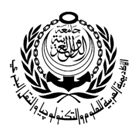 جامعة
الدول العربية
الأكاديمية العربية للعلوم والتكنولوجيا والنقل البحري